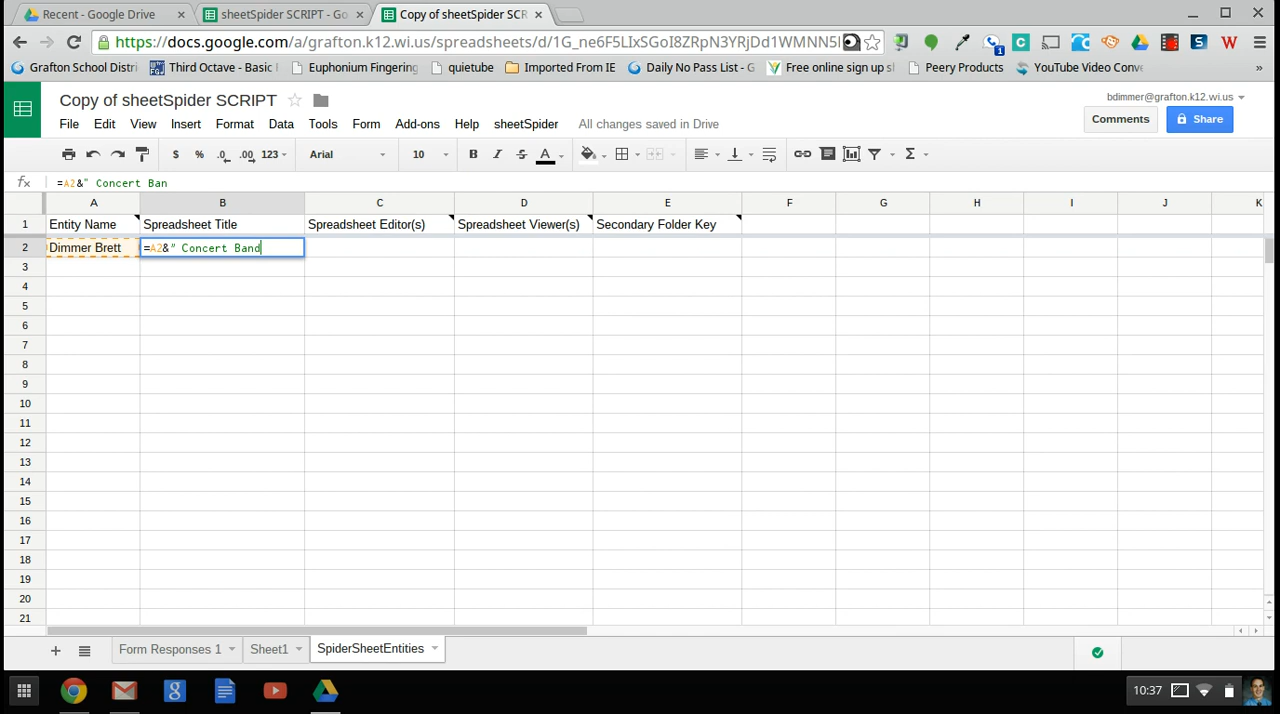 Recent - Google Drive
sheetSpider SCRIPT - Go
Copy of sheetSpider SCR
https://docs.google.com/a/grafton.k12.wi.us/spreadsheets/d/1G_ne6F5LIxSGoI8ZRpN3YRjDd1WMNN5
Grafton School Distri
Third Octave - Basic
Euphonium Fingering
quietube
Imported From IE
Daily No Pass List - G
Free online sign up s
Peery Products
YouTube Video Conve
»
Copy of sheetSpider SCRIPT
bdimmer@grafton.k12.wi.us
File Edit View Insert Format Data Tools Form Add-ons Help sheetSpider All changes saved in Drive
Comments
Share
$ % .0 .00 123 Arial 10 B I S A Σ
fx =A2&" Concert Ban
A B C D E F G H I J K
1 Entity Name Spreadsheet Title Spreadsheet Editor(s) Spreadsheet Viewer(s) Secondary Folder Key
2 Dimmer Brett =A2&" Concert Band
3
4
5
6
7
8
9
10
11
12
13
14
15
16
17
18
19
20
21
+ Form Responses 1 Sheet1 SpiderSheetEntities
10:37